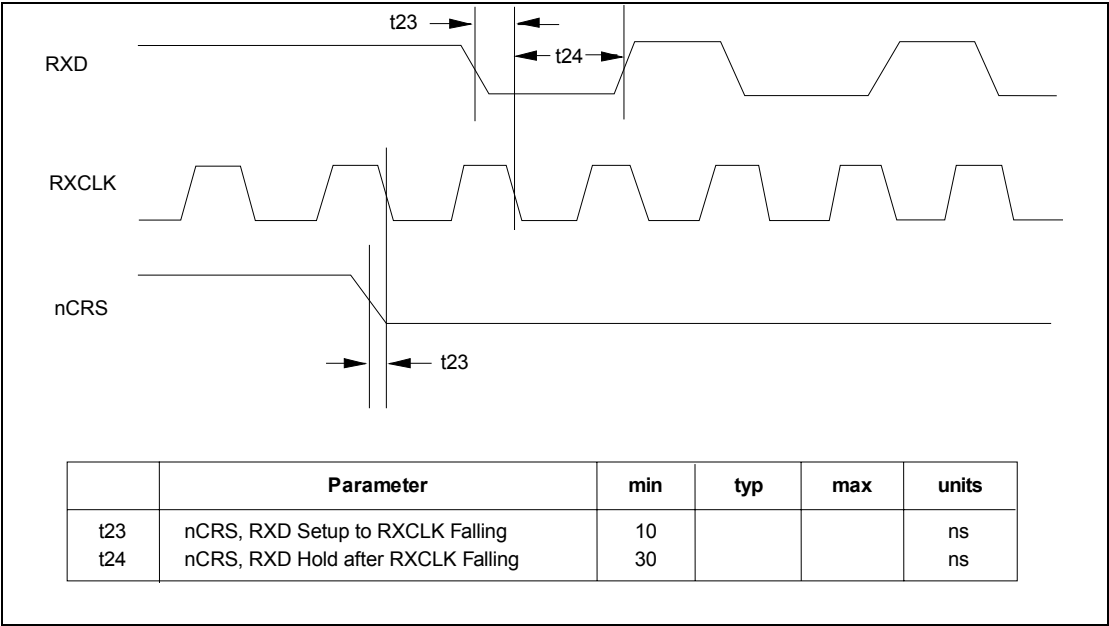 t23
t24
RXD
RXCLK
nCRS
t23
Parameter min typ max units
t23 nCRS, RXD Setup to RXCLK Falling 10 ns
t24 nCRS, RXD Hold after RXCLK Falling 30 ns